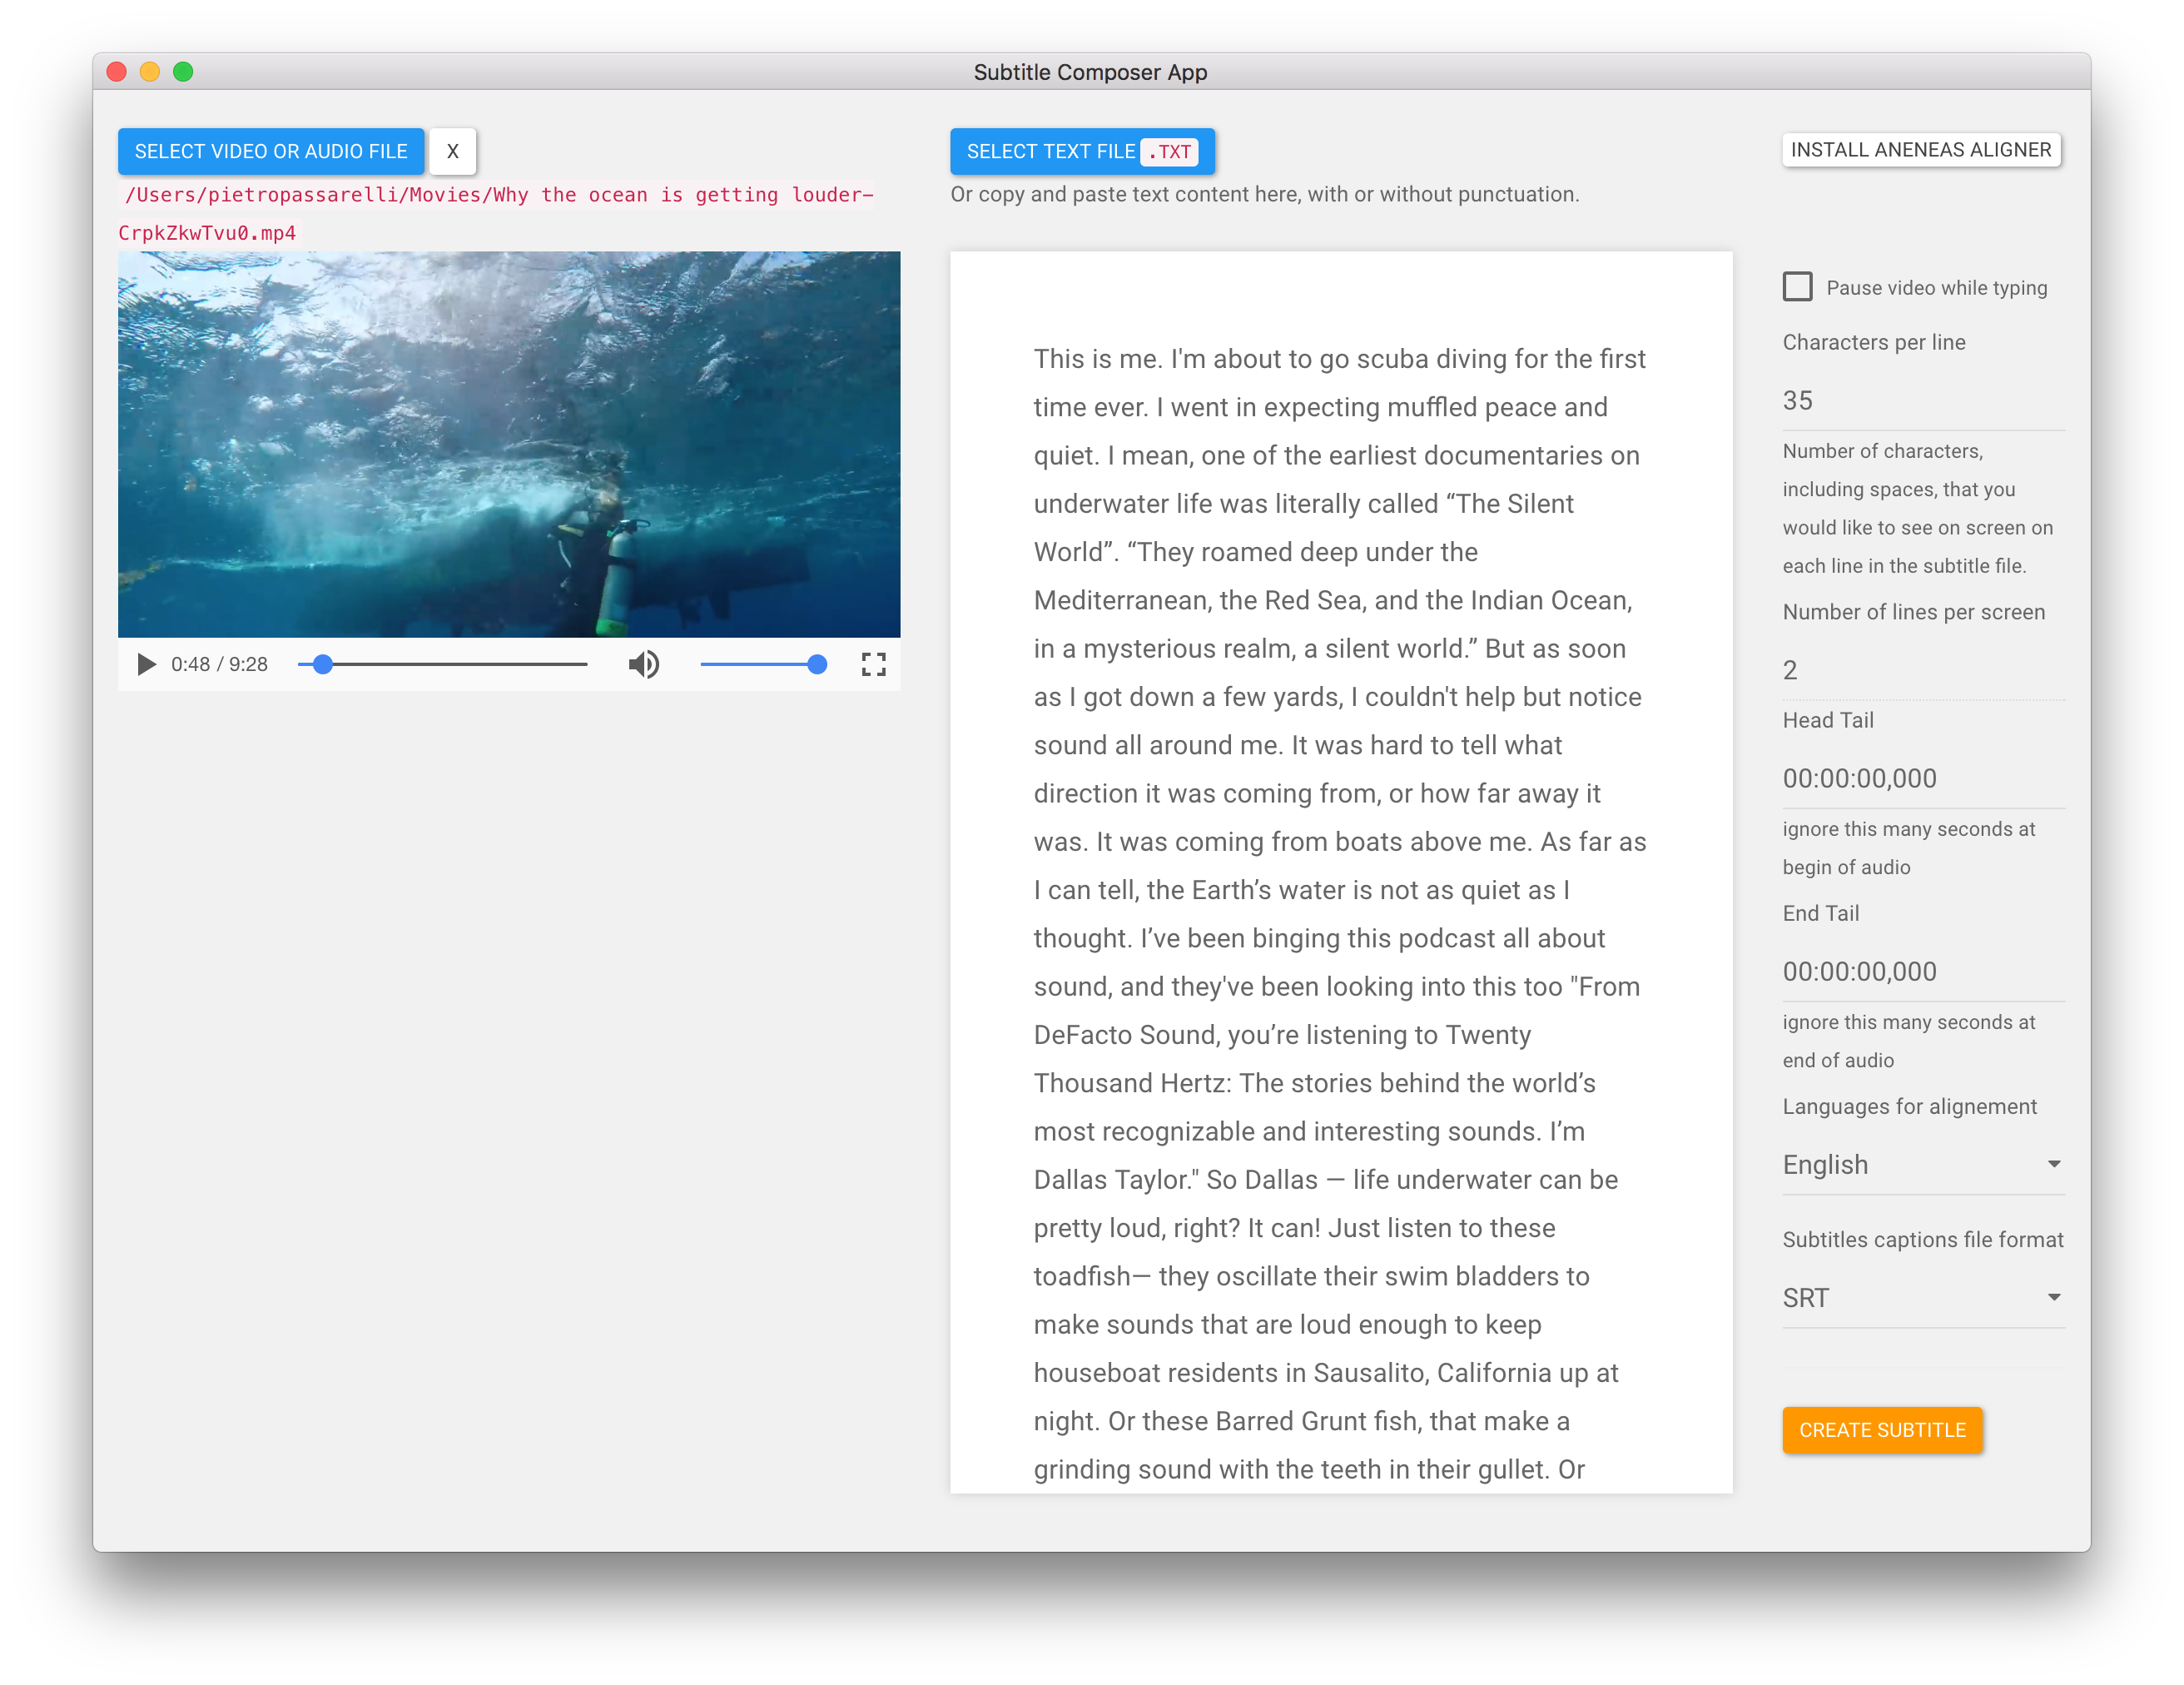 Subtitle Composer App
SELECT VIDEO OR AUDIO FILE
X
/Users/pietropassarelli/Movies/Why the ocean is getting louder-
CrpkZkwTvu0.mp4
0:48 / 9:28
SELECT TEXT FILE .TXT
Or copy and paste text content here, with or without punctuation.
This is me. I'm about to go scuba diving for the first
time ever. I went in expecting muffled peace and
quiet. I mean, one of the earliest documentaries on
underwater life was literally called “The Silent
World”. “They roamed deep under the
Mediterranean, the Red Sea, and the Indian Ocean,
in a mysterious realm, a silent world.” But as soon
as I got down a few yards, I couldn't help but notice
sound all around me. It was hard to tell what
direction it was coming from, or how far away it
was. It was coming from boats above me. As far as
I can tell, the Earth’s water is not as quiet as I
thought. I’ve been binging this podcast all about
sound, and they've been looking into this too "From
DeFacto Sound, you’re listening to Twenty
Thousand Hertz: The stories behind the world’s
most recognizable and interesting sounds. I’m
Dallas Taylor." So Dallas — life underwater can be
pretty loud, right? It can! Just listen to these
toadfish— they oscillate their swim bladders to
make sounds that are loud enough to keep
houseboat residents in Sausalito, California up at
night. Or these Barred Grunt fish, that make a
grinding sound with the teeth in their gullet. Or
INSTALL ANENEAS ALIGNER
Pause video while typing
Characters per line
35
Number of characters,
including spaces, that you
would like to see on screen on
each line in the subtitle file.
Number of lines per screen
2
Head Tail
00:00:00,000
ignore this many seconds at
begin of audio
End Tail
00:00:00,000
ignore this many seconds at
end of audio
Languages for alignement
English
Subtitles captions file format
SRT
CREATE SUBTITLE